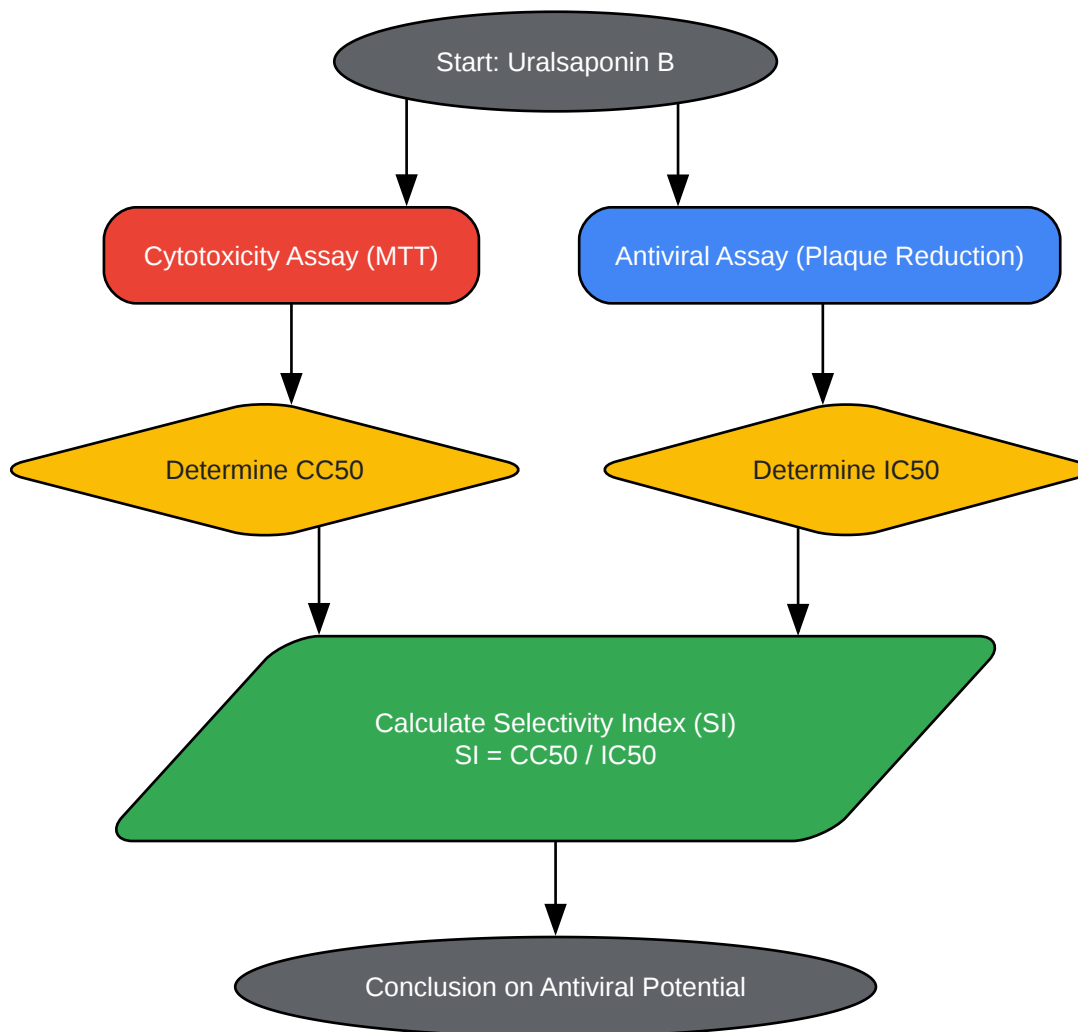 Start: Uralsaponin B
Cytotoxicity Assay (MTT)
Antiviral Assay (Plaque Reduction)
Determine CC50
Determine IC50
Calculate Selectivity Index (SI)
SI = CC50 / IC50
Conclusion on Antiviral Potential